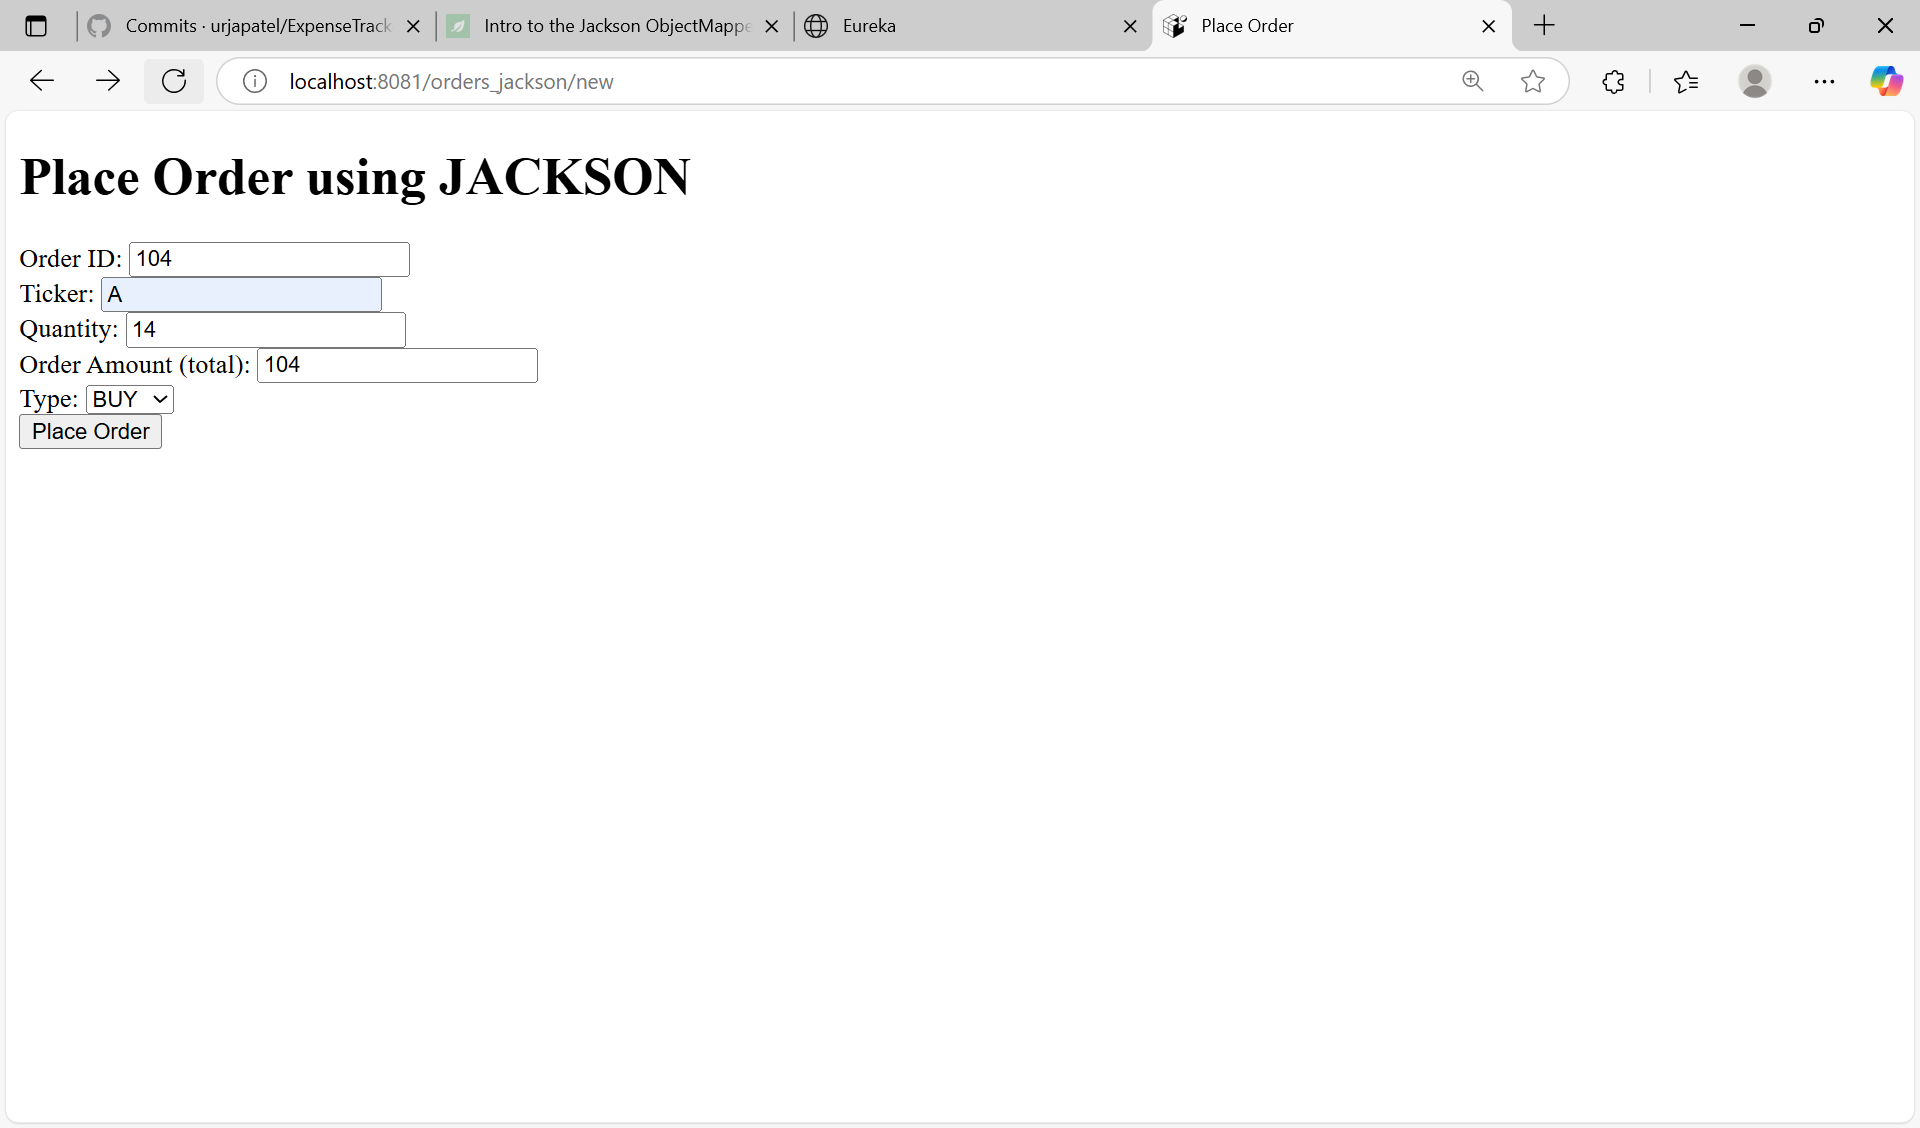 Commits · urjapatel/ExpenseTrack
Intro to the Jackson ObjectMappe
Eureka
Place Order
localhost:8081/orders_jackson/new
Place Order using JACKSON
Order ID: 104
Ticker: A
Quantity: 14
Order Amount (total): 104
Type: BUY
Place Order